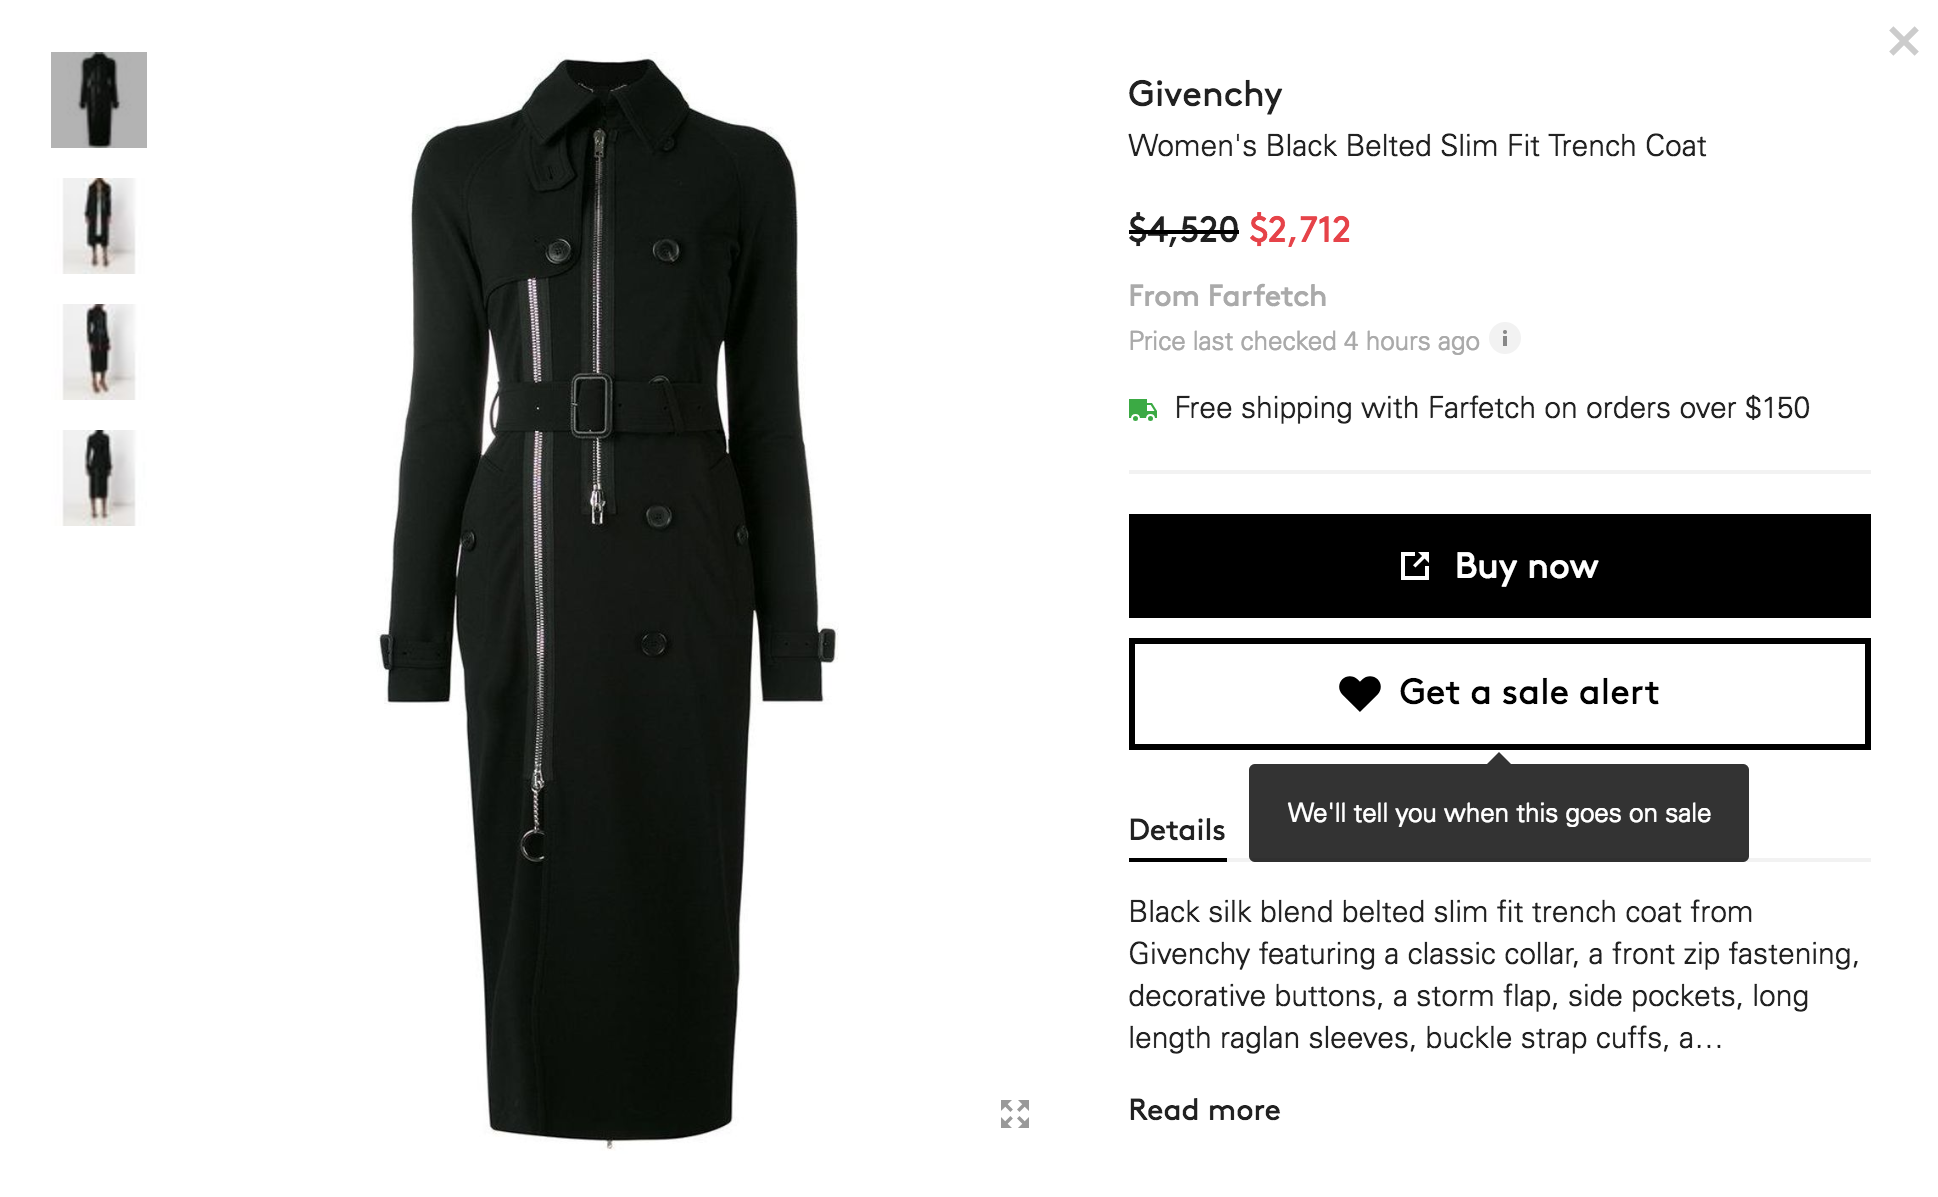 Givenchy
Women's Black Belted Slim Fit Trench Coat
$4,520 $2,712
From Farfetch
Price last checked 4 hours ago i
Free shipping with Farfetch on orders over $150
Buy now
Get a sale alert
We'll tell you when this goes on sale
Details
Black silk blend belted slim fit trench coat from
Givenchy featuring a classic collar, a front zip fastening,
decorative buttons, a storm flap, side pockets, long
length raglan sleeves, buckle strap cuffs, a...
Read more